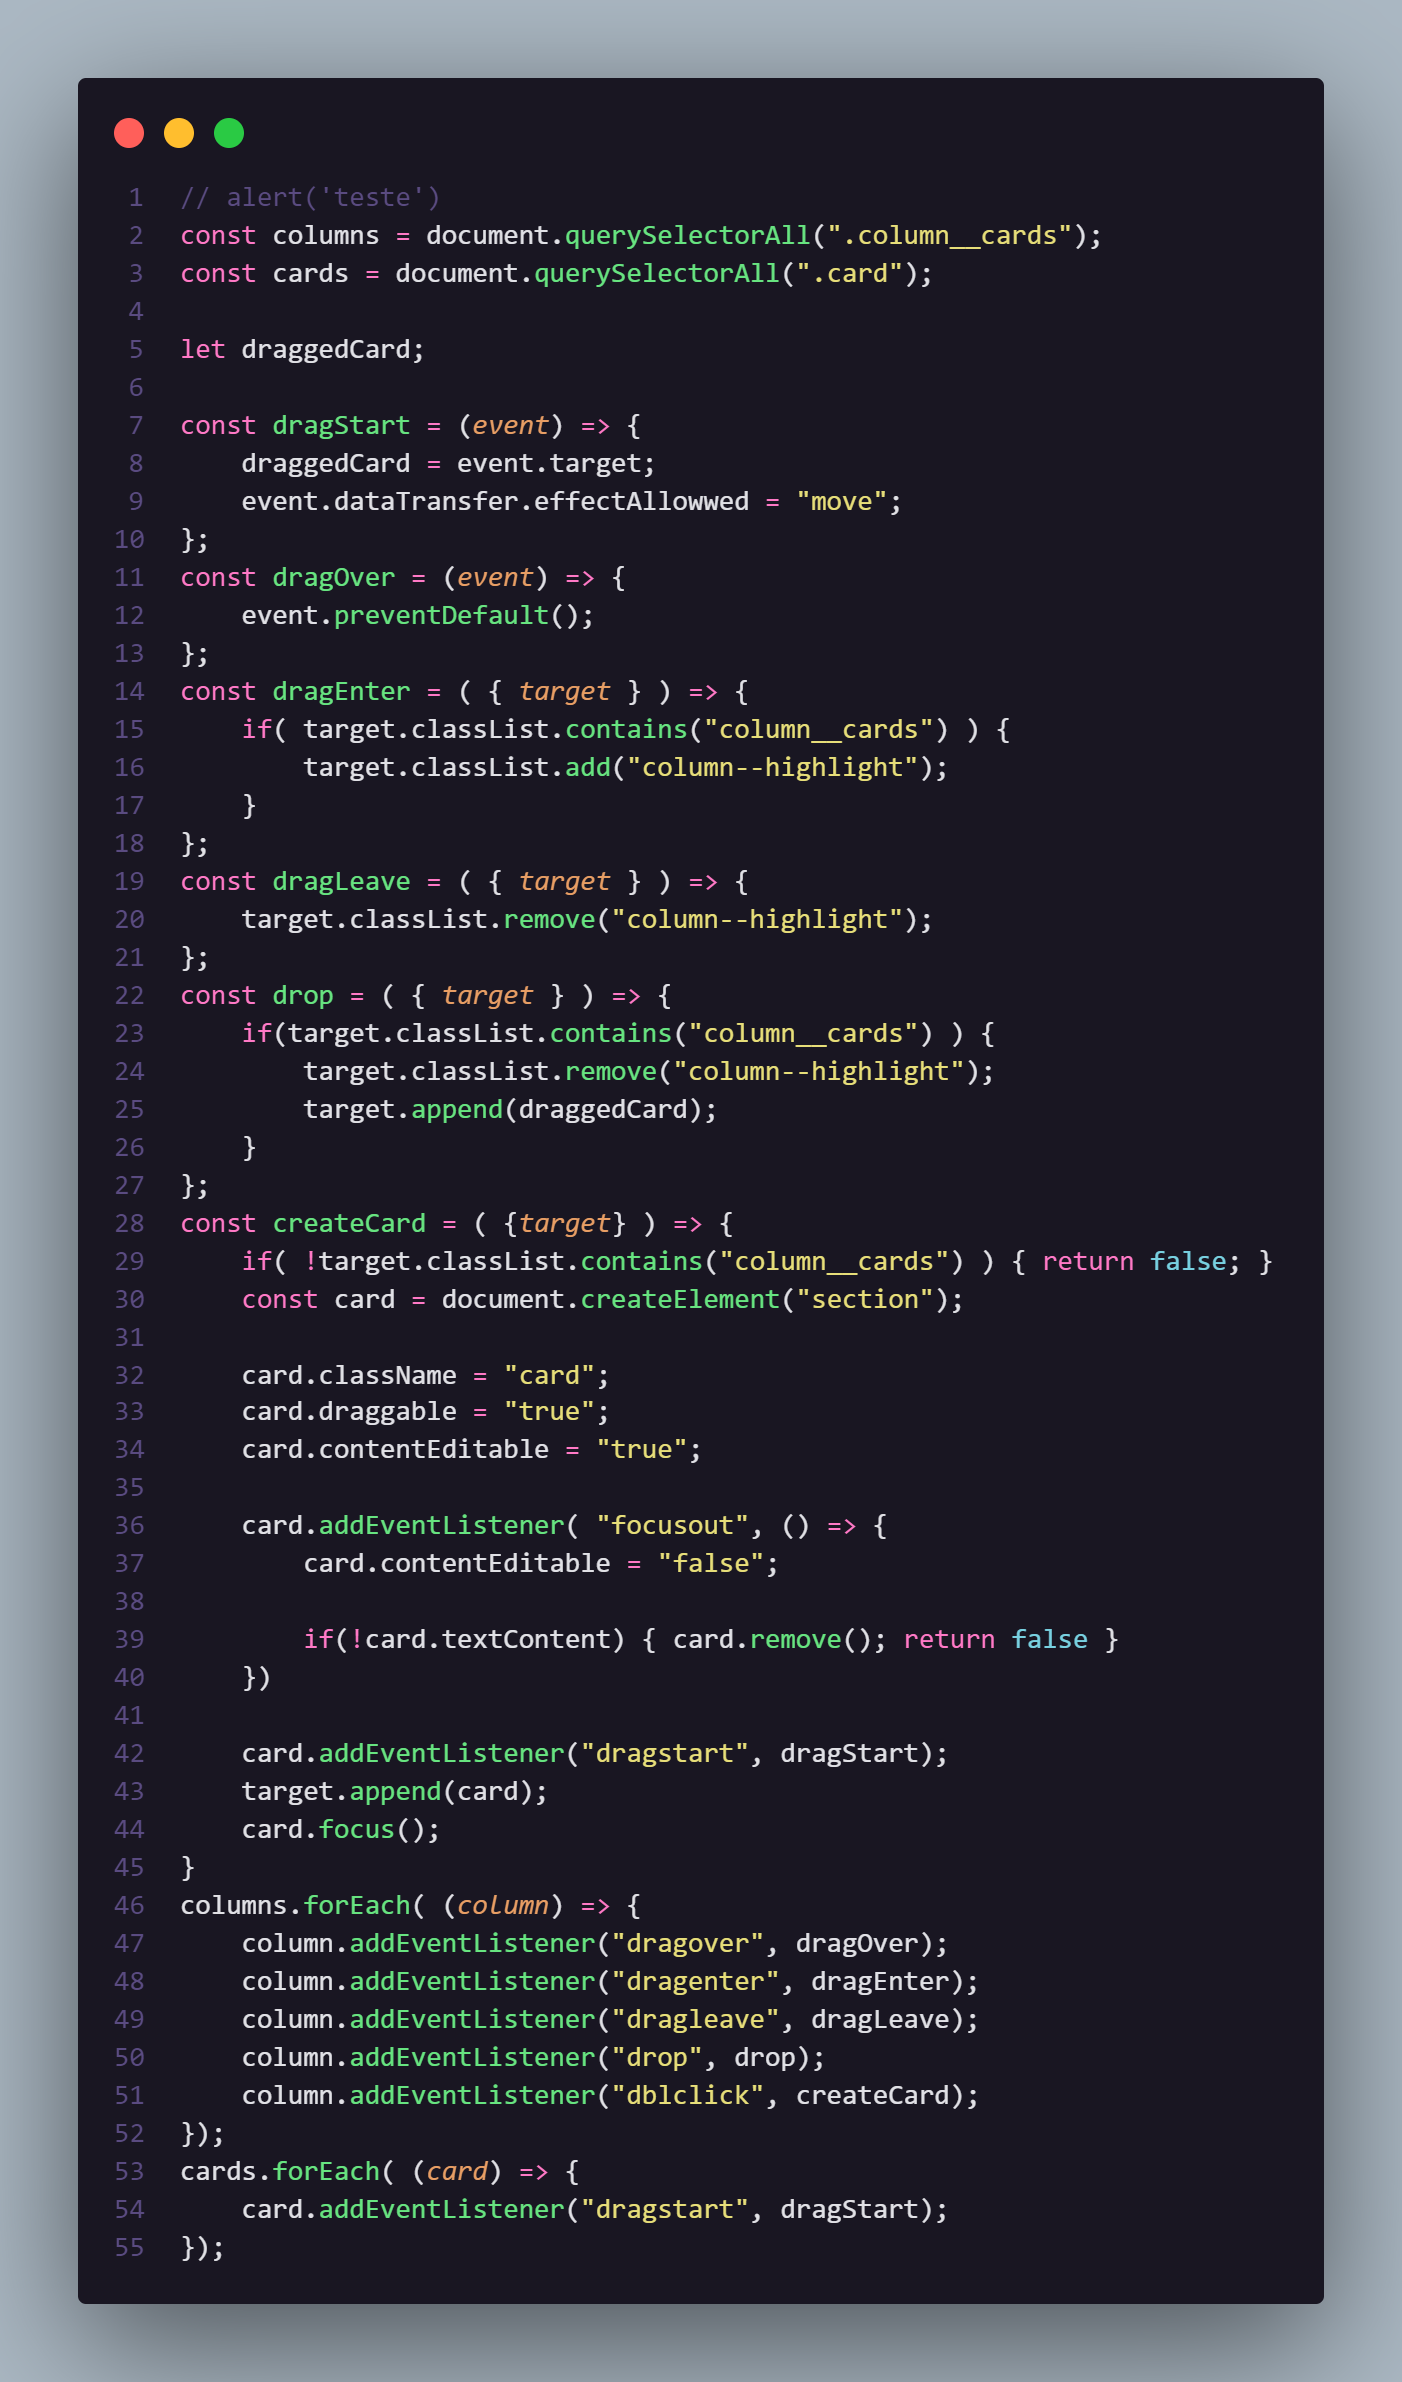 1 // alert('teste')
2 const columns = document.querySelectorAll(".column__cards");
3 const cards = document.querySelectorAll(".card");
4
5 let draggedCard;
6
7 const dragStart = (event) => {
8     draggedCard = event.target;
9     event.dataTransfer.effectAllowwed = "move";
10 };
11 const dragOver = (event) => {
12     event.preventDefault();
13 };
14 const dragEnter = ( { target } ) => {
15     if( target.classList.contains("column__cards") ) {
16         target.classList.add("column--highlight");
17     }
18 };
19 const dragLeave = ( { target } ) => {
20     target.classList.remove("column--highlight");
21 };
22 const drop = ( { target } ) => {
23     if(target.classList.contains("column__cards") ) {
24         target.classList.remove("column--highlight");
25         target.append(draggedCard);
26     }
27 };
28 const createCard = ( {target} ) => {
29     if( !target.classList.contains("column__cards") ) { return false; }
30     const card = document.createElement("section");
31
32     card.className = "card";
33     card.draggable = "true";
34     card.contentEditable = "true";
35
36     card.addEventListener( "focusout", () => {
37         card.contentEditable = "false";
38
39         if(!card.textContent) { card.remove(); return false }
40     })
41
42     card.addEventListener("dragstart", dragStart);
43     target.append(card);
44     card.focus();
45 }
46 columns.forEach( (column) => {
47     column.addEventListener("dragover", dragOver);
48     column.addEventListener("dragenter", dragEnter);
49     column.addEventListener("dragleave", dragLeave);
50     column.addEventListener("drop", drop);
51     column.addEventListener("dblclick", createCard);
52 });
53 cards.forEach( (card) => {
54     card.addEventListener("dragstart", dragStart);
55 });